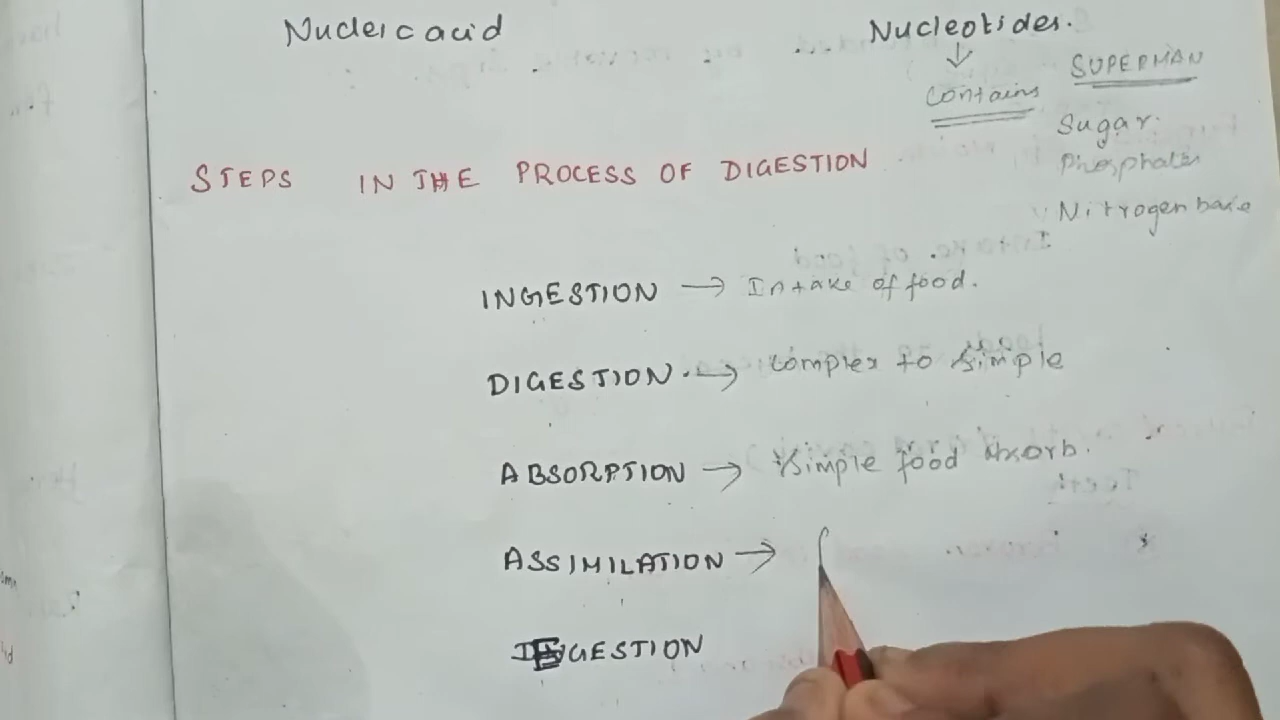 Nucleic acid Nucleotides.
↓
Contains SUPERMAN
Sugar.
Phosphate
Nitrogen base
STEPS IN THE PROCESS OF DIGESTION
INGESTION → Intake of food.
DIGESTION → Complex to simple
ABSORPTION → Simple food absorb.
ASSIMILATION →
EGESTION